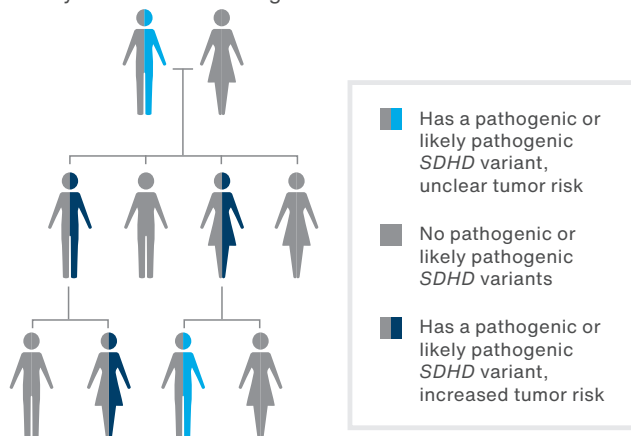 Has a pathogenic or
likely pathogenic
SDHD variant,
unclear tumor risk
No pathogenic or
likely pathogenic
SDHD variants
Has a pathogenic or
likely pathogenic
SDHD variant,
increased tumor risk